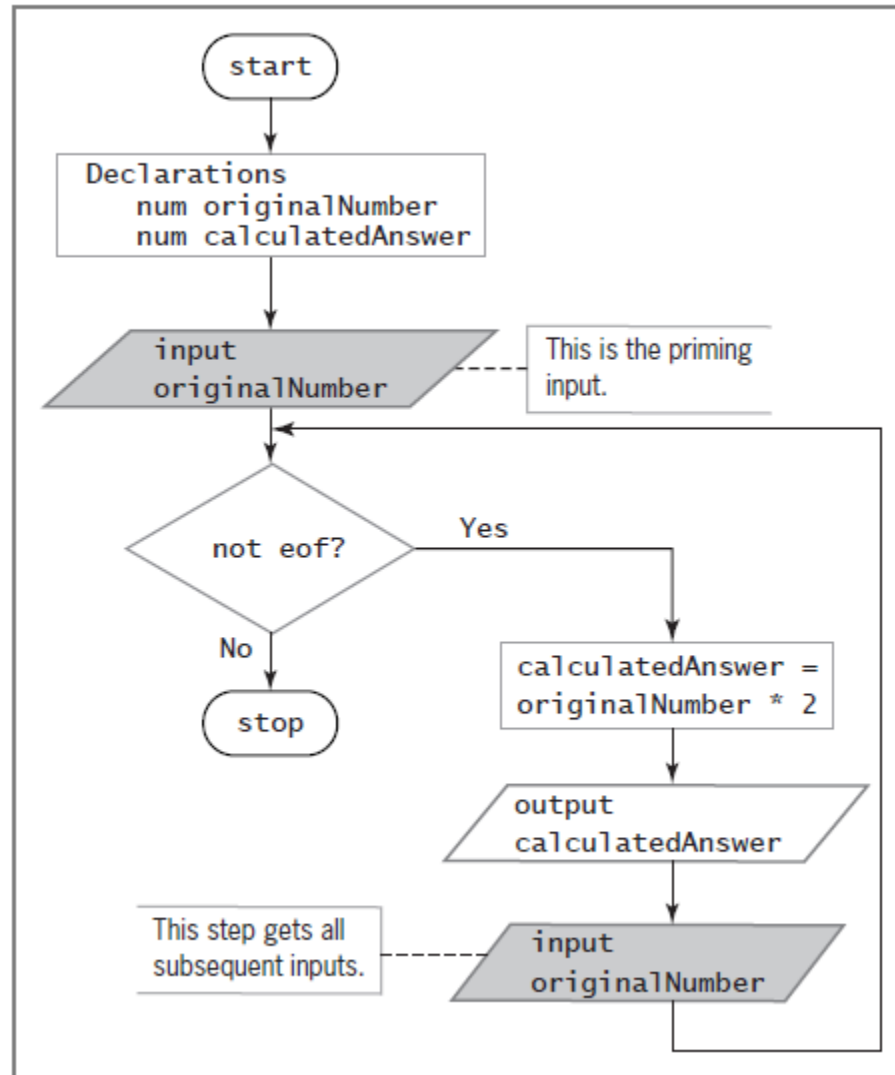 start
Declarations
num originalNumber
num calculatedAnswer
input
originalNumber
This is the priming
input.
not eof?
Yes
No
stop
calculatedAnswer =
originalNumber * 2
output
calculatedAnswer
This step gets all
subsequent inputs.
input
originalNumber